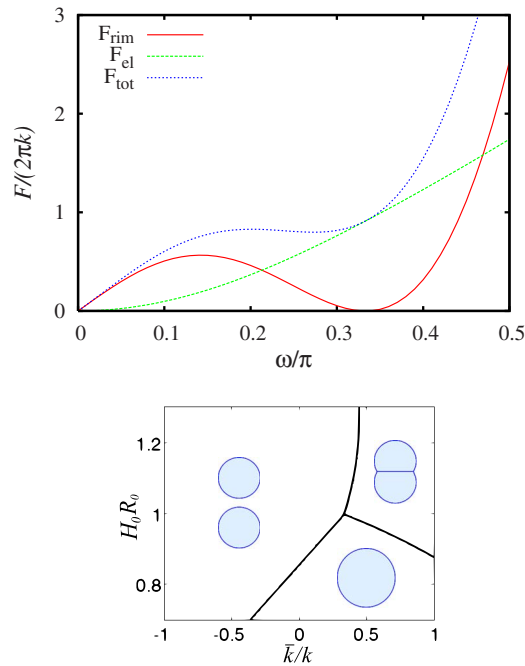 3
F_rim
F_el
F_tot
2
F/(2πk)
1
0
0 0.1 0.2 0.3 0.4 0.5
ω/π
1.2
H_0R_0
1
0.8
-1 -0.5 0 0.5 1
k̄/k